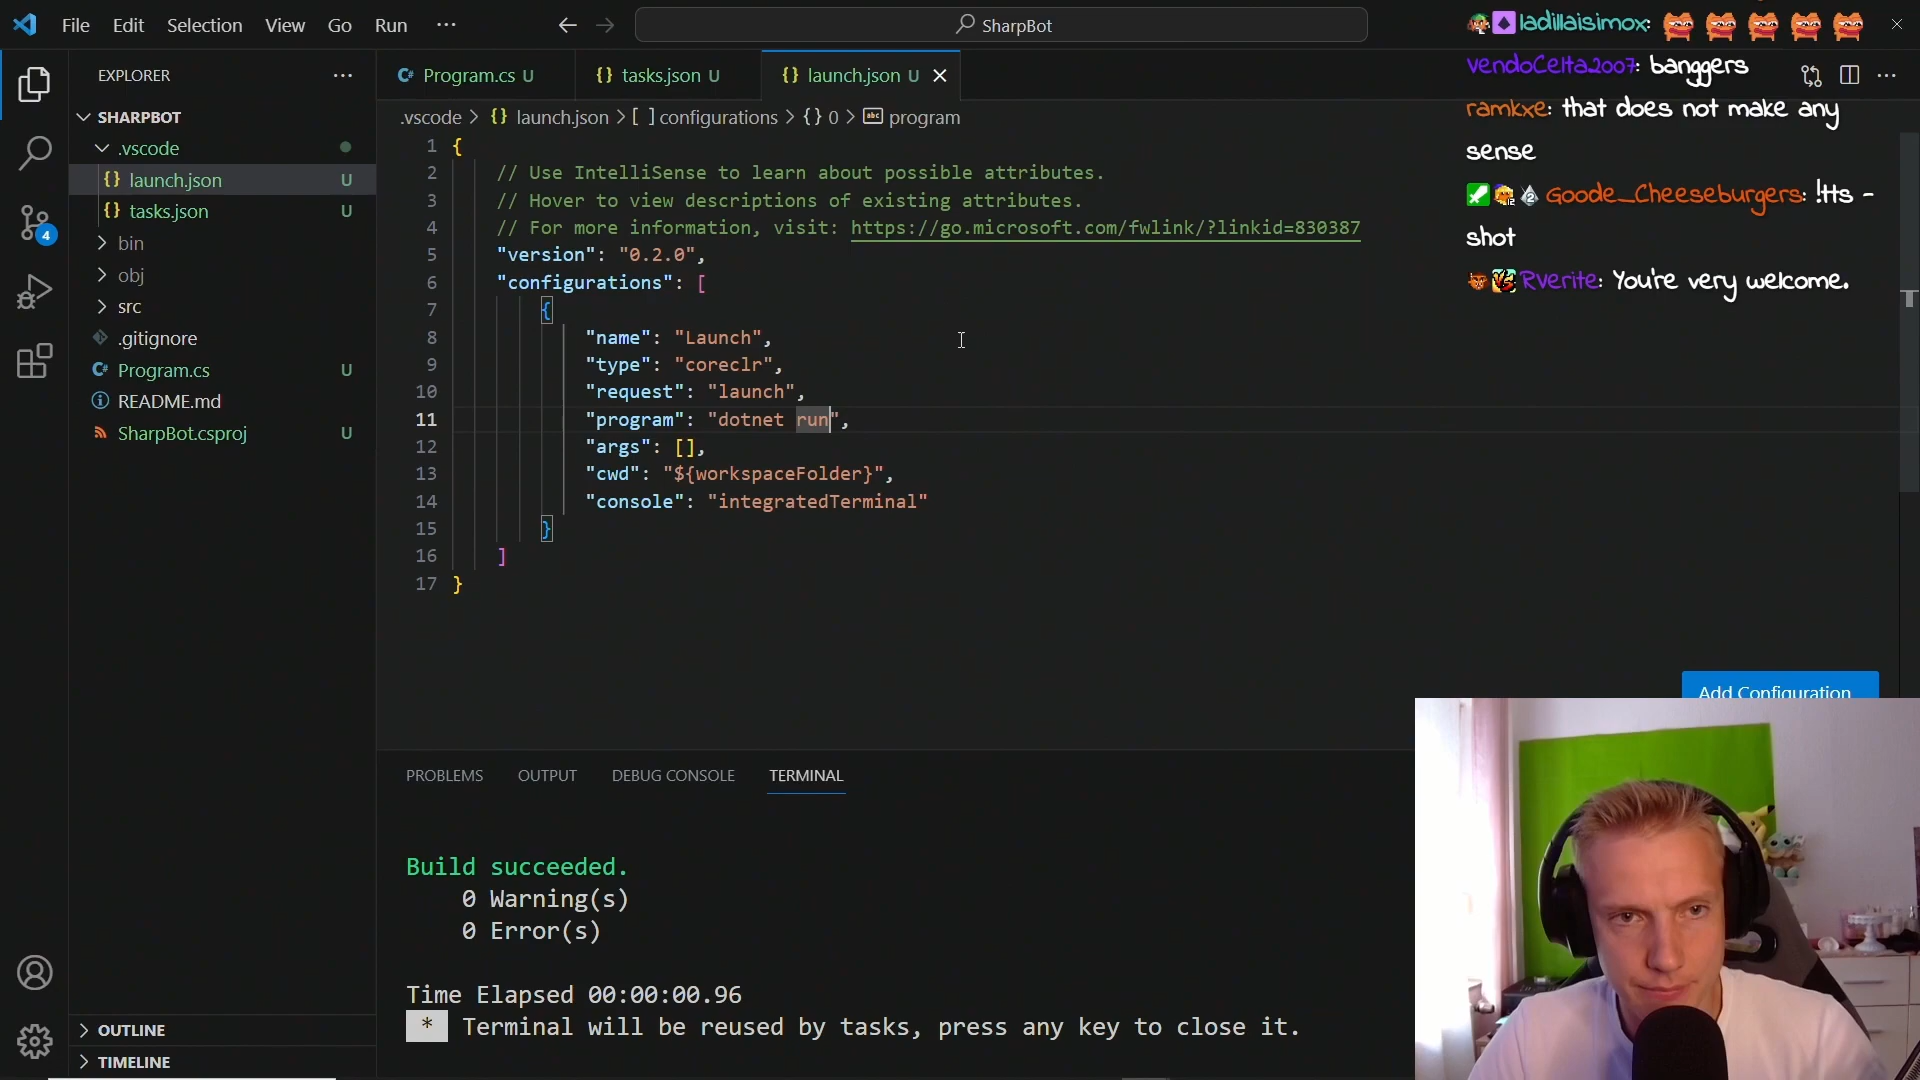 File Edit Selection View Go Run ···
SharpBot
EXPLORER
SHARPBOT
.vscode
launch.json U
tasks.json U
bin
obj
src
.gitignore
Program.cs U
README.md
SharpBot.csproj U
OUTLINE
TIMELINE
4
Program.cs U
tasks.json U
launch.json U
.vscode > {} launch.json > [ ] configurations > {} 0 > abc program
1 {
2 // Use IntelliSense to learn about possible attributes.
3 // Hover to view descriptions of existing attributes.
4 // For more information, visit: https://go.microsoft.com/fwlink/?linkid=830387
5 "version": "0.2.0",
6 "configurations": [
7 {
8 "name": "Launch",
9 "type": "coreclr",
10 "request": "launch",
11 "program": "dotnet run",
12 "args": [],
13 "cwd": "${workspaceFolder}",
14 "console": "integratedTerminal"
15 }
16 ]
17 }
Add Configuration...
PROBLEMS OUTPUT DEBUG CONSOLE TERMINAL
Build succeeded.
0 Warning(s)
0 Error(s)
Time Elapsed 00:00:00.96
* Terminal will be reused by tasks, press any key to close it.
ladillaisimox:
vendoCelta2007: banggers
ramkxe: that does not make any
sense
Goode_Cheeseburgers: !tts -
shot
RVerite: You're very welcome.